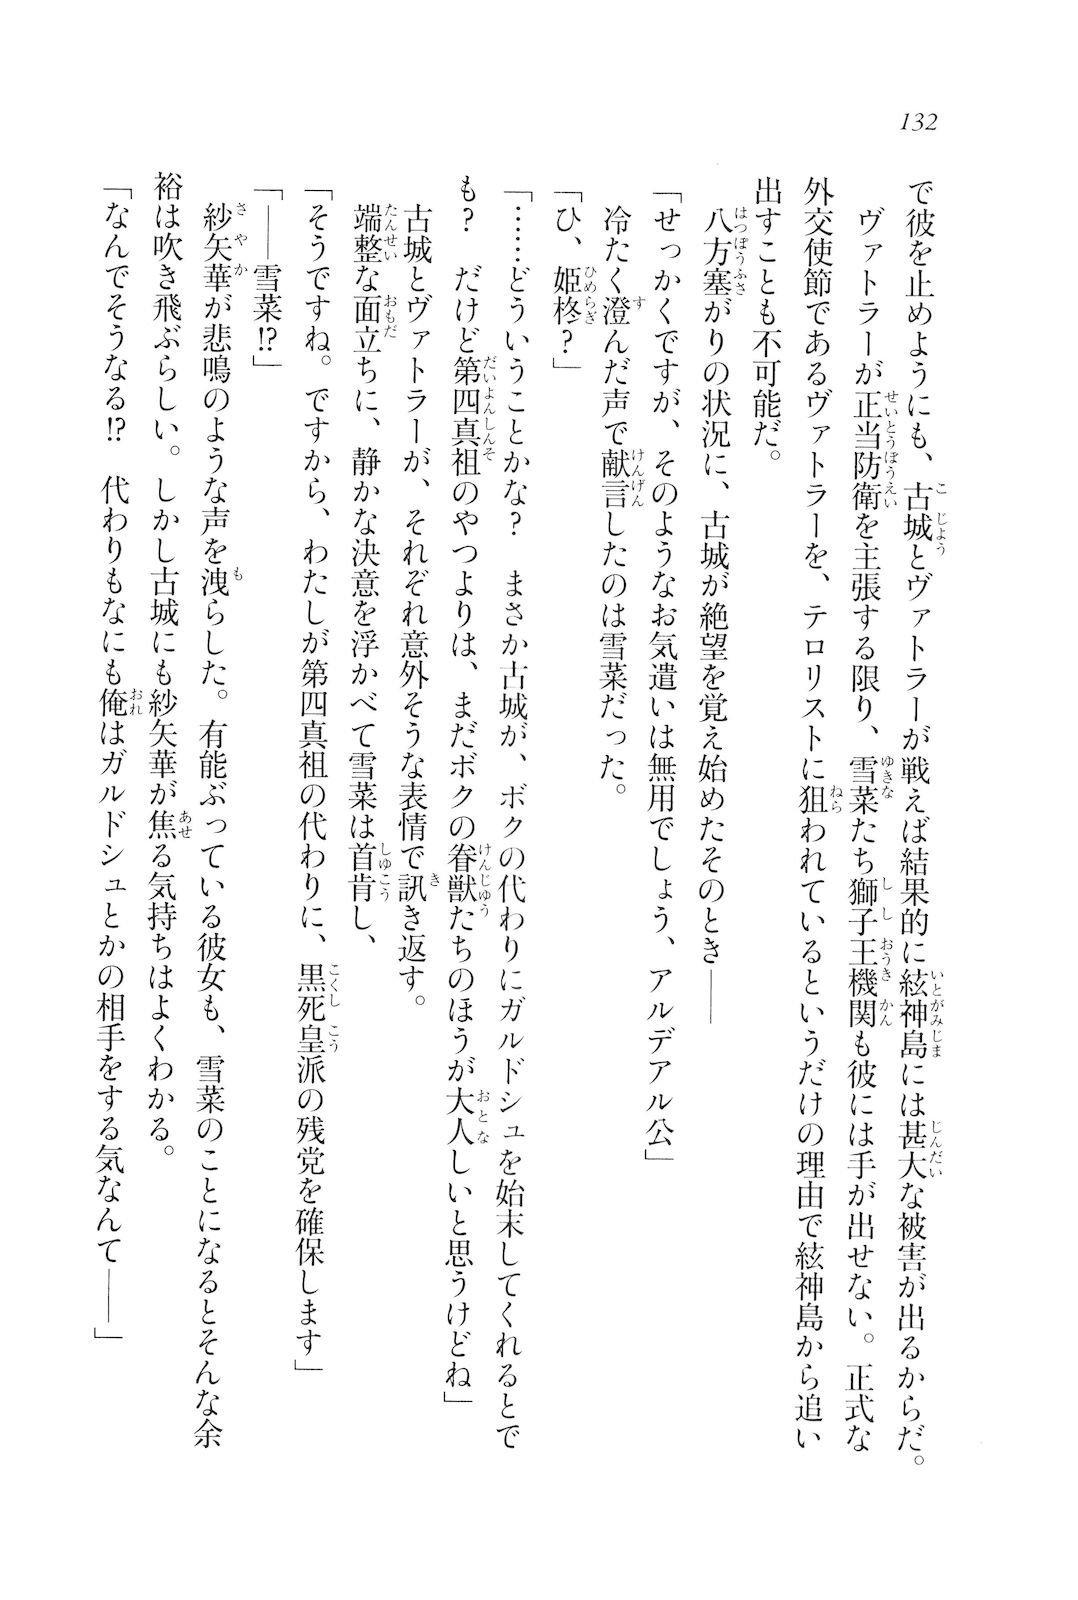 132
で彼を止めようにも、古城とヴァトラーが戦えば結果的に絃神島には甚大な被害が出るからだ。
ヴァトラーが正当防衛を主張する限り、雪菜たち獅子王機関も彼には手が出せない。正式な
外交使節であるヴァトラーを、テロリストに狙われているというだけの理由で絃神島から追い
出すことも不可能だ。
八方塞がりの状況に、古城が絶望を覚え始めたそのとき――
「せっかくですが、そのようなお気遣いは無用でしょう、アルデアル公」
冷たく澄んだ声で献言したのは雪菜だった。
「ひ、姫柊？」
「……どういうことかな？　まさか古城が、ボクの代わりにガルドシュを始末してくれるとで
も？　だけど第四真祖のやつよりは、まだボクの眷獣たちのほうが大人しいと思うけどね」
古城とヴァトラーが、それぞれ意外そうな表情で訊き返す。
端整な面立ちに、静かな決意を浮かべて雪菜は首肯し、
「そうですね。ですから、わたしが第四真祖の代わりに、黒死皇派の残党を確保します」
「――雪菜!?」
紗矢華が悲鳴のような声を洩らした。有能ぶっている彼女も、雪菜のことになるとそんな余
裕は吹き飛ぶらしい。しかし古城にも紗矢華が焦る気持ちはよくわかる。
「なんでそうなる!?　代わりもなにも俺はガルドシュとかの相手をする気なんて――」